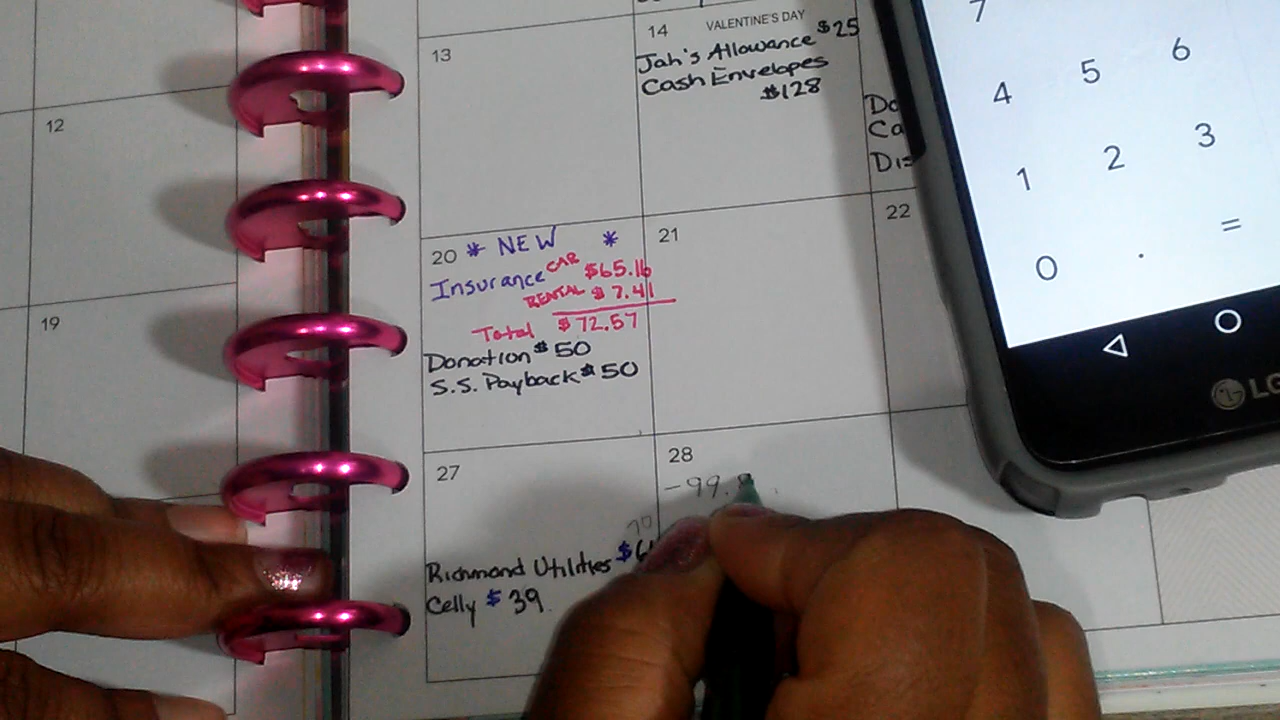 13
14 VALENTINE'S DAY
Jah's Allowance $25
Cash Envelopes
$128
12
20 * NEW *
Insurance CAR $65.16
RENTAL $7.41
Total $72.57
Donation $50
S.S. Payback $50
21
22
19
27
70
Richmond Utilities $
Celly $39
28
-99.
7
4 5 6
1 2 3
0 . =
LG